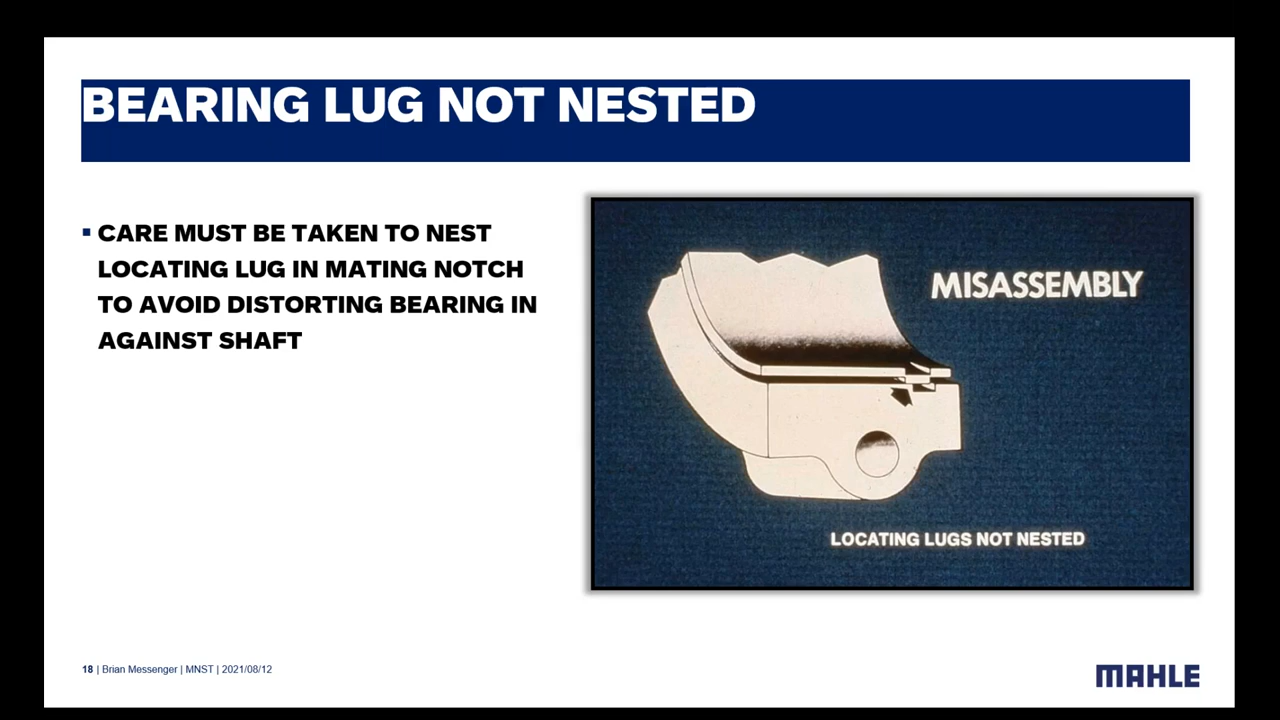 BEARING LUG NOT NESTED
▪ CARE MUST BE TAKEN TO NEST
LOCATING LUG IN MATING NOTCH
TO AVOID DISTORTING BEARING IN
AGAINST SHAFT
MISASSEMBLY
LOCATING LUGS NOT NESTED
18 | Brian Messenger | MNST | 2021/08/12
MAHLE